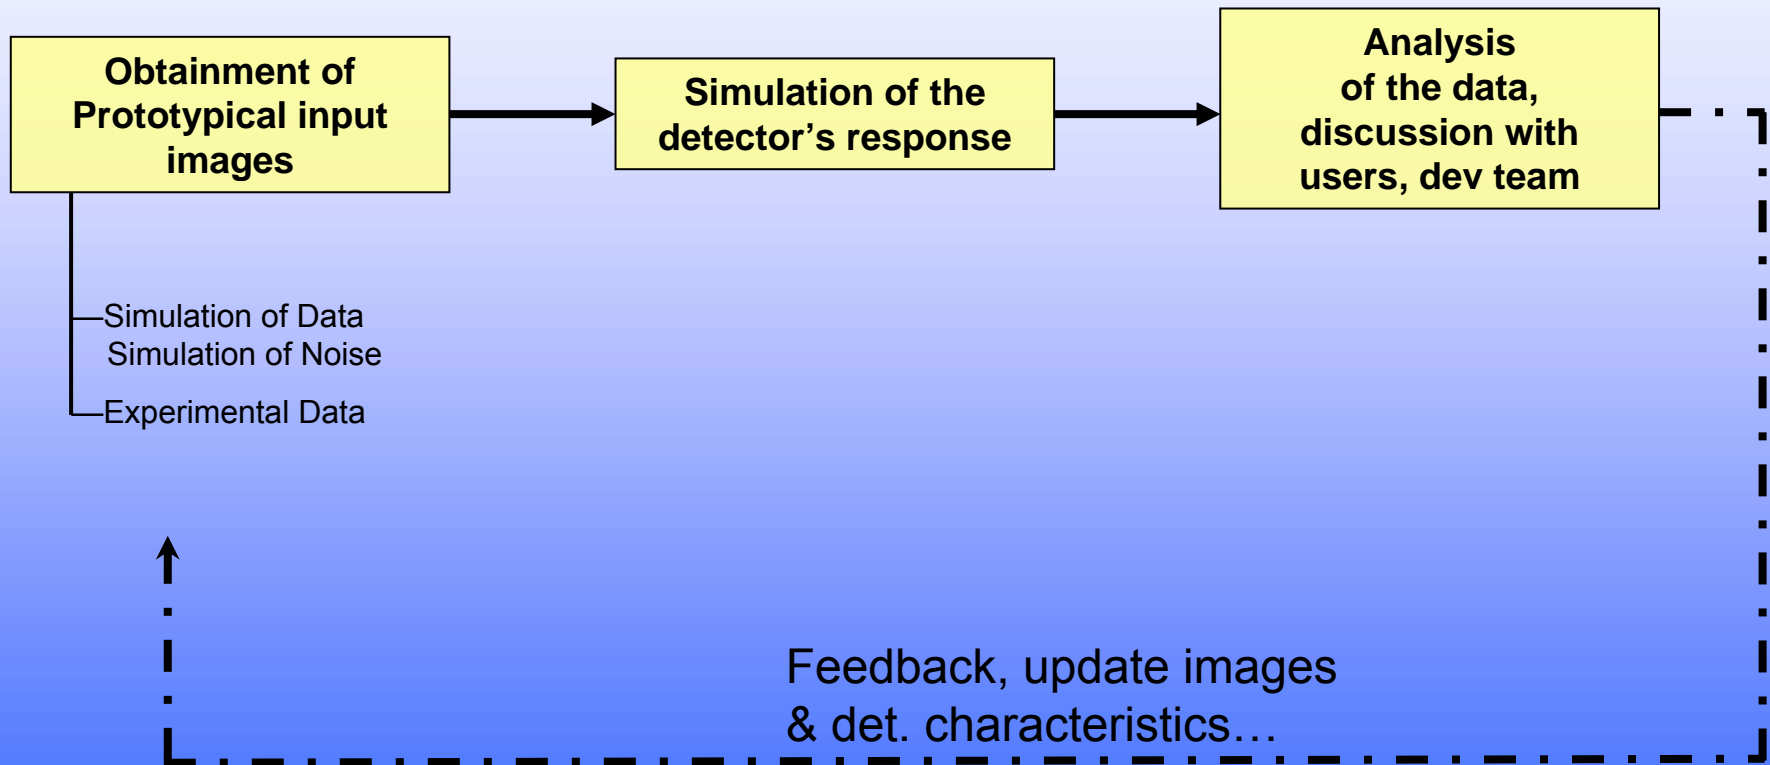 Obtainment of
Prototypical input
images
Simulation of the
detector’s response
Analysis
of the data,
discussion with
users, dev team
Simulation of Data
Simulation of Noise
Experimental Data
Feedback, update images
& det. characteristics…